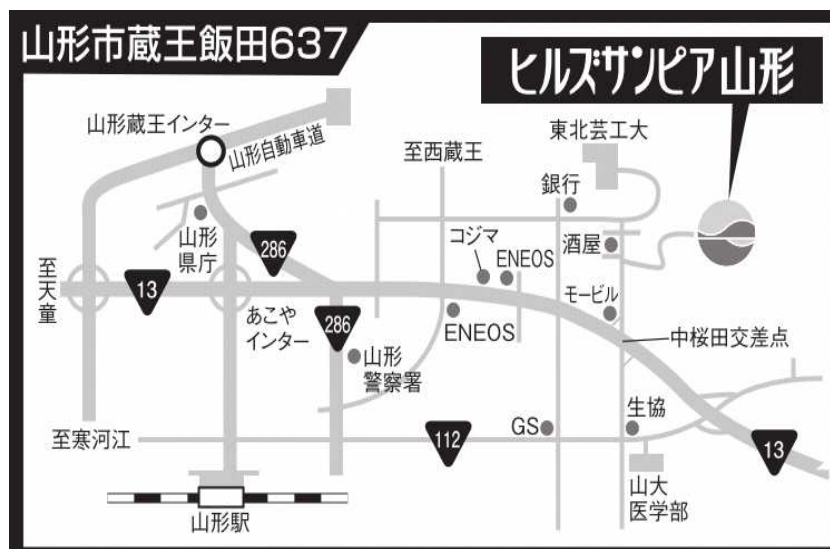 山形市蔵王飯田637
ヒルズサンピア山形
山形蔵王インター
山形自動車道
至西蔵王
東北芸工大
銀行
山形
県庁
286
コジマ
ENEOS
酒屋
至天童
13
あこや
インター
286
ENEOS
モービル
山形
警察署
中桜田交差点
至寒河江
112
GS
生協
13
山大
医学部
山形駅